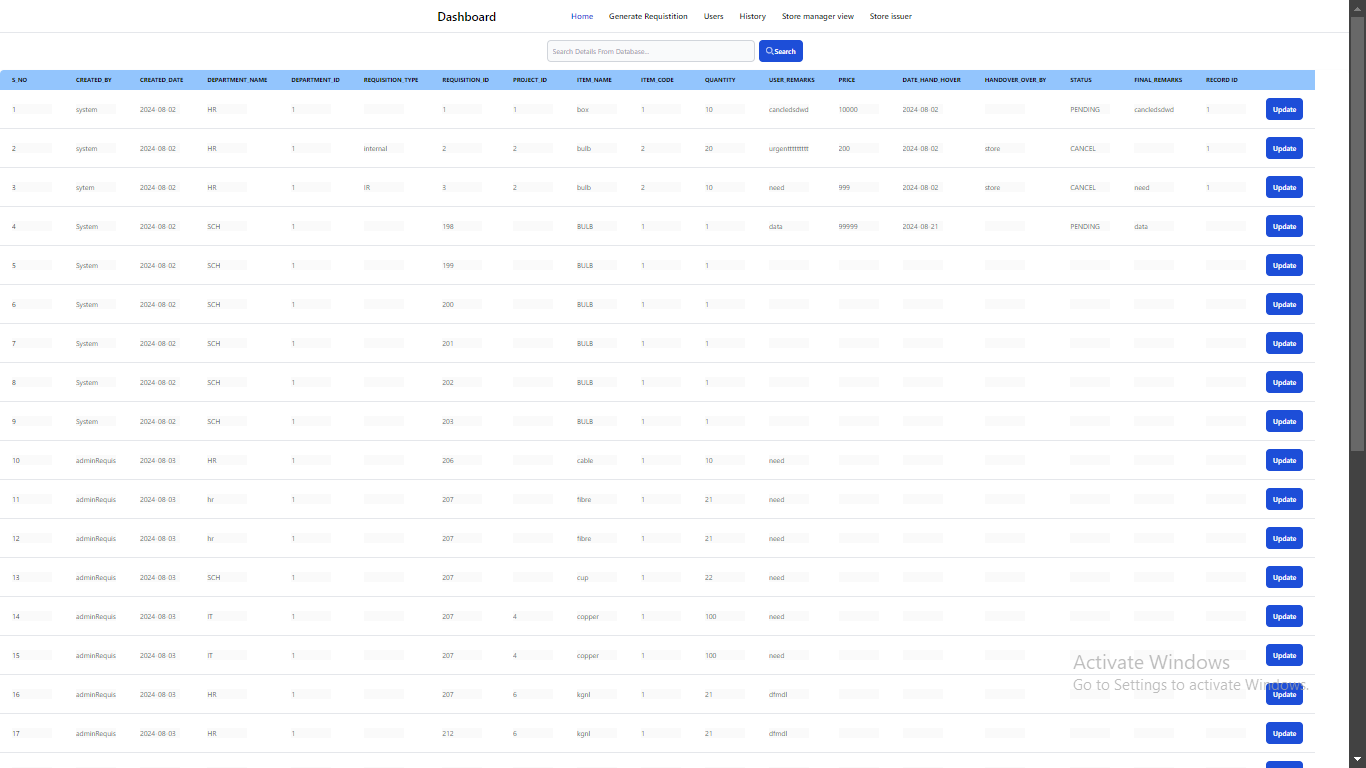 Dashboard Home Generate Requistition Users History Store manager view Store issuer
Search Details From Database... Search
S_NO CREATED_BY CREATED_DATE DEPARTMENT_NAME DEPARTMENT_ID REQUISITION_TYPE REQUISITION_ID PROJECT_ID ITEM_NAME ITEM_CODE QUANTITY USER_REMARKS PRICE DATE_HAND_HOVER HANDOVER_OVER_BY STATUS FINAL_REMARKS RECORD ID
1 system 2024-08-02 HR 1 1 1 box 1 10 cancledsdwd 10000 2024-08-02 PENDING cancledsdwd 1 Update
2 system 2024-08-02 HR 1 internal 2 2 bulb 2 20 200 2024-08-02 store CANCEL 1 Update
3 sytem 2024-08-02 HR 1 IR 3 2 bulb 2 10 need 999 2024-08-02 store CANCEL need 1 Update
4 System 2024-08-02 SCH 1 198 BULB 1 1 data 99999 2024-08-21 PENDING data Update
5 System 2024-08-02 SCH 1 199 BULB 1 1 Update
6 System 2024-08-02 SCH 1 200 BULB 1 1 Update
7 System 2024-08-02 SCH 1 201 BULB 1 1 Update
8 System 2024-08-02 SCH 1 202 BULB 1 1 Update
9 System 2024-08-02 SCH 1 203 BULB 1 1 Update
10 adminRequis 2024-08-03 HR 1 206 cable 1 10 need Update
11 adminRequis 2024-08-03 hr 1 207 fibre 1 21 need Update
12 adminRequis 2024-08-03 hr 1 207 fibre 1 21 need Update
13 adminRequis 2024-08-03 SCH 1 207 cup 1 22 need Update
14 adminRequis 2024-08-03 IT 1 207 4 copper 1 100 need Update
15 adminRequis 2024-08-03 IT 1 207 4 copper 1 100 need Update
Activate Windows
Go to Settings to activate Windows.
16 adminRequis 2024-08-03 HR 1 207 6 kgnl 1 21 dfmdl Update
17 adminRequis 2024-08-03 HR 1 212 6 kgnl 1 21 dfmdl Update